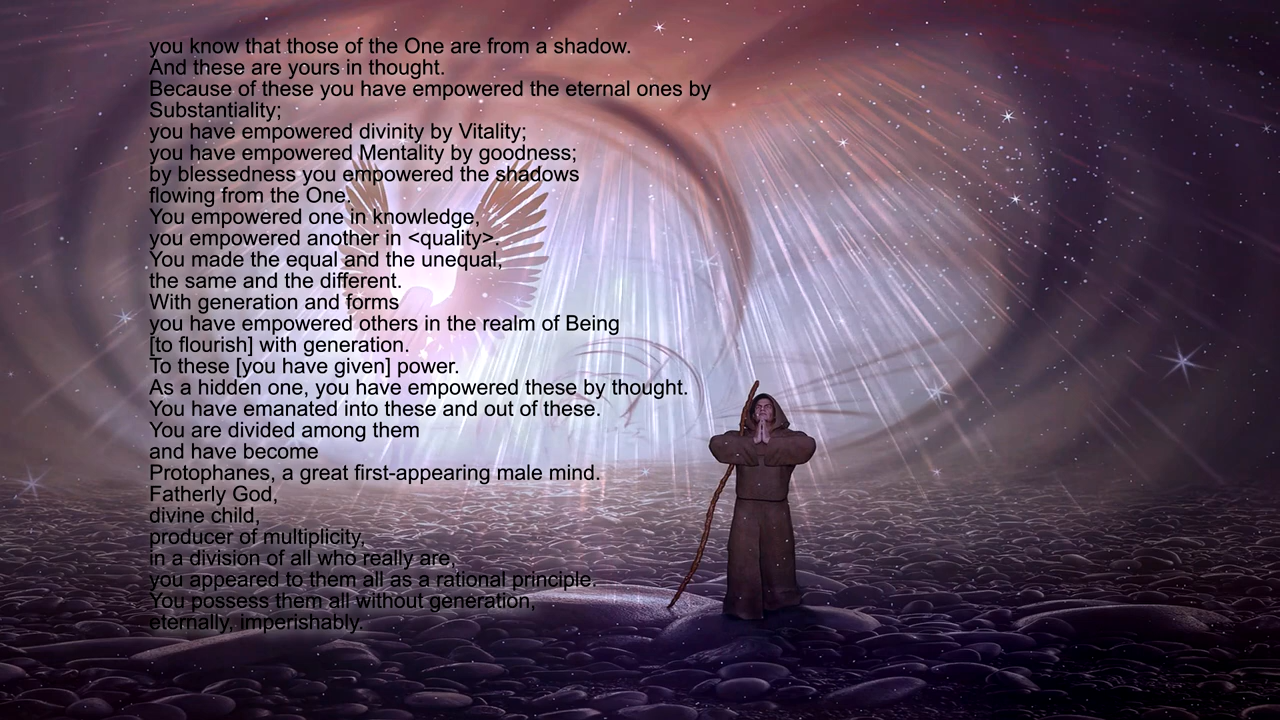 you know that those of the One are from a shadow.
And these are yours in thought.
Because of these you have empowered the eternal ones by
Substantiality;
you have empowered divinity by Vitality;
you have empowered Mentality by goodness;
by blessedness you empowered the shadows
flowing from the One.
You empowered one in knowledge,
you empowered another in <quality>.
You made the equal and the unequal,
the same and the different.
With generation and forms
you have empowered others in the realm of Being
[to flourish] with generation.
To these [you have given] power.
As a hidden one, you have empowered these by thought.
You have emanated into these and out of these.
You are divided among them
and have become
Protophanes, a great first-appearing male mind.
Fatherly God,
divine child,
producer of multiplicity,
in a division of all who really are,
you appeared to them all as a rational principle.
You possess them all without generation,
eternally, imperishably.